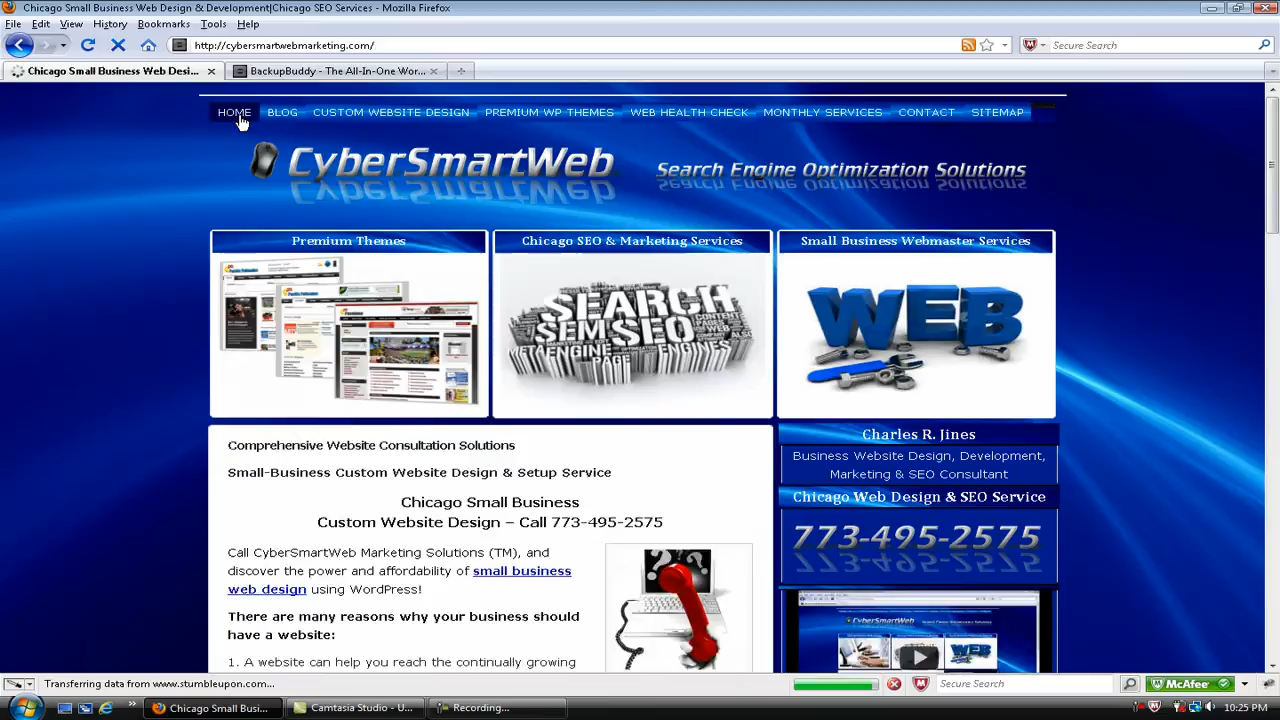 Chicago Small Business Web Design & Development|Chicago SEO Services - Mozilla Firefox
File Edit View History Bookmarks Tools Help
http://cybersmartwebmarketing.com/
Secure Search
Chicago Small Business Web Desi...
BackupBuddy - The All-In-One Wor...
HOME BLOG CUSTOM WEBSITE DESIGN PREMIUM WP THEMES WEB HEALTH CHECK MONTHLY SERVICES CONTACT SITEMAP
CyberSmartWeb
Search Engine Optimization Solutions
Premium Themes
Chicago SEO & Marketing Services
Small Business Webmaster Services
SEARCH
SEM SEO
ENGINE
PAGE
ENGINES
WEB
Comprehensive Website Consultation Solutions
Small-Business Custom Website Design & Setup Service
Chicago Small Business
Custom Website Design – Call 773-495-2575
Call CyberSmartWeb Marketing Solutions (TM), and
discover the power and affordability of small business
web design using WordPress!
There are many reasons why your business should
have a website:
1. A website can help you reach the continually growing
Charles R. Jines
Business Website Design, Development,
Marketing & SEO Consultant
Chicago Web Design & SEO Service
773-495-2575
CyberSmartWeb
WEB
Transferring data from www.stumbleupon.com...
Secure Search
McAfee
Chicago Small Busi...
Camtasia Studio - U...
Recording...
10:25 PM